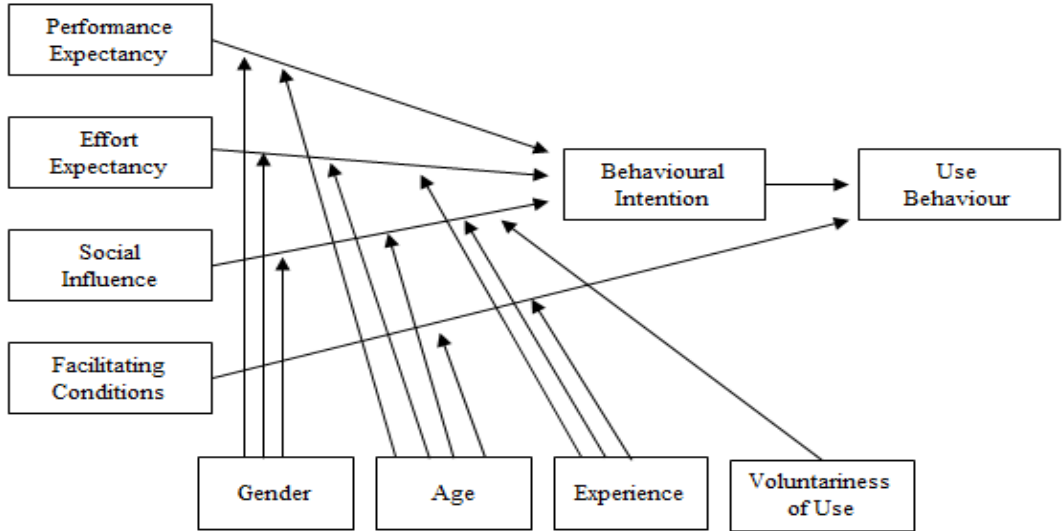 Performance
Expectancy
Effort
Expectancy
Behavioural
Intention
Use
Behaviour
Social
Influence
Facilitating
Conditions
Gender
Age
Experience
Voluntariness
of Use